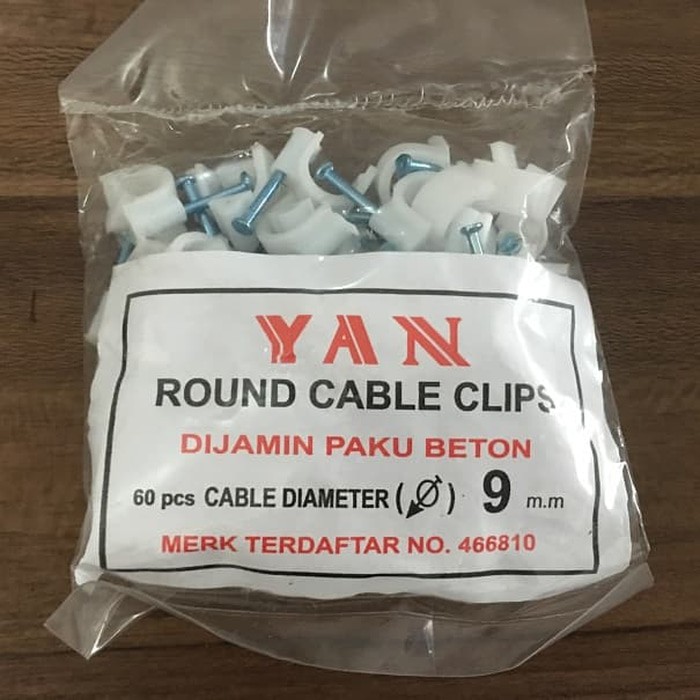 YAN
ROUND CABLE CLIPS
DIJAMIN PAKU BETON
60 pcs CABLE DIAMETER (⌀) 9 m.m
MERK TERDAFTAR NO. 466810